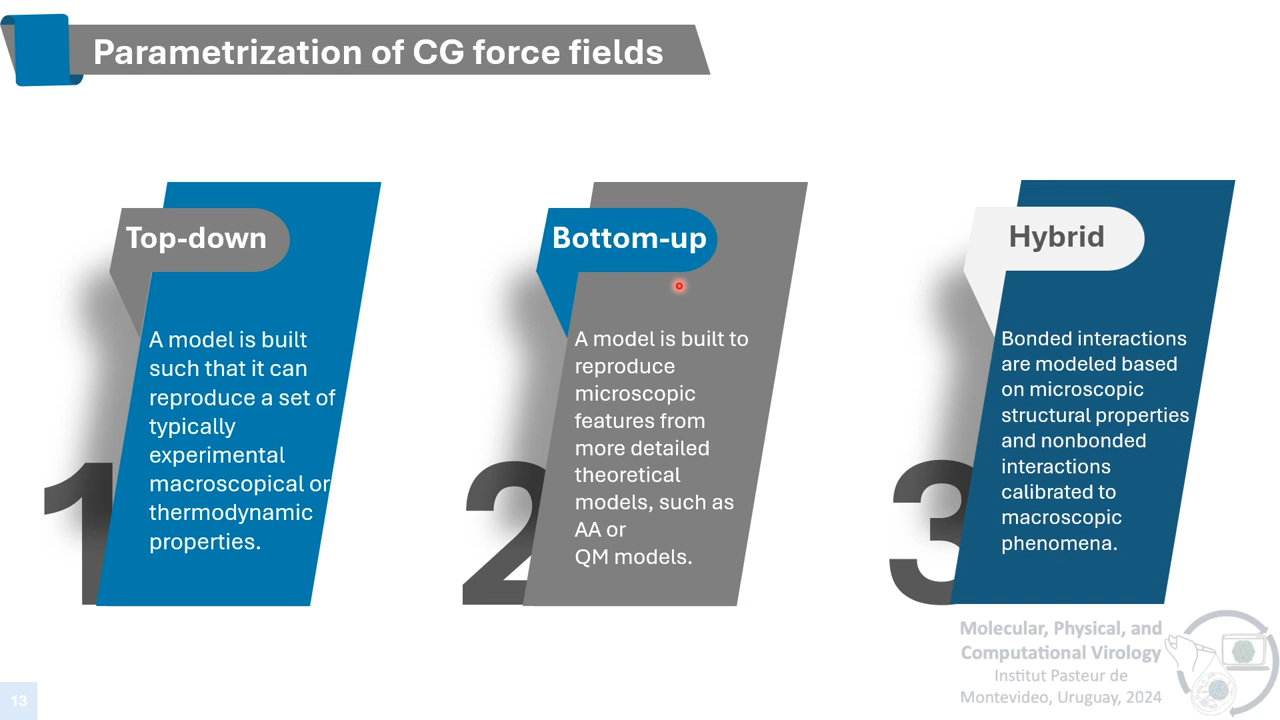 Parametrization of CG force fields
Top-down
A model is built
such that it can
reproduce a set of
typically
experimental
macroscopical or
thermodynamic
properties.
1
Bottom-up
A model is built to
reproduce
microscopic
features from
more detailed
theoretical
models, such as
AA or
QM models.
2
Hybrid
Bonded interactions
are modeled based
on microscopic
structural properties
and nonbonded
interactions
calibrated to
macroscopic
phenomena.
3
Molecular, Physical, and
Computational Virology
Institut Pasteur de
Montevideo, Uruguay, 2024
13